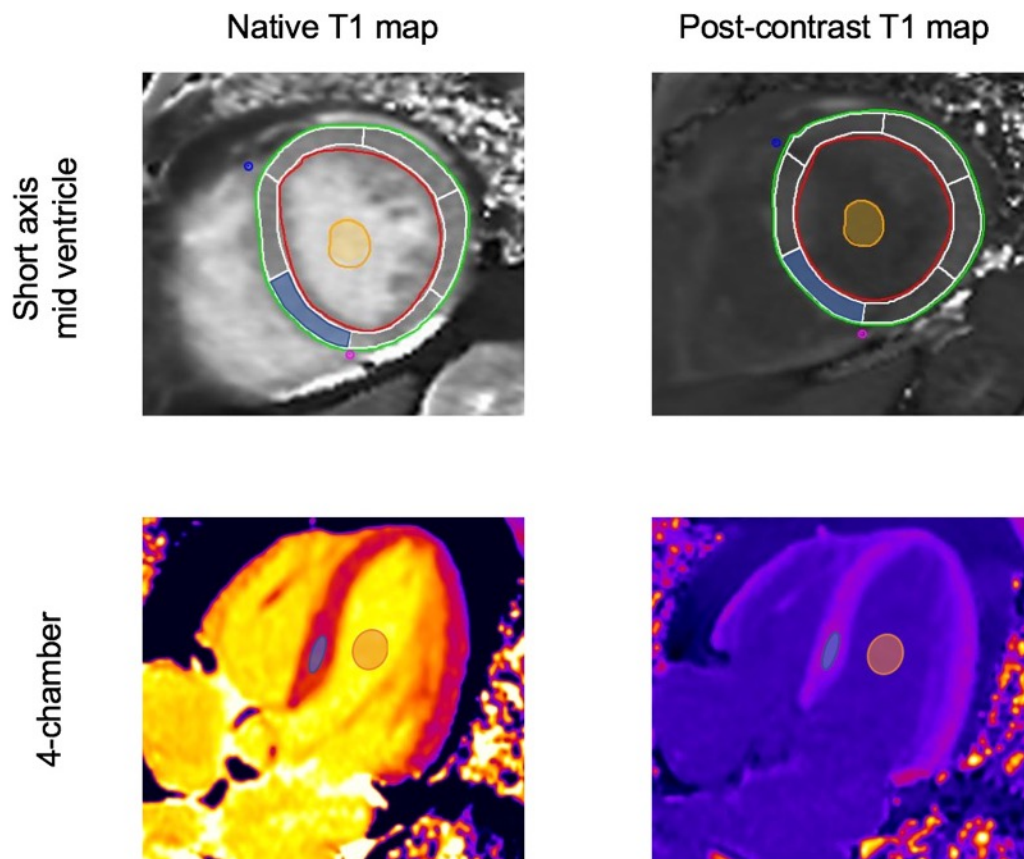 Native T1 map
Post-contrast T1 map
Short axis
mid ventricle
4-chamber